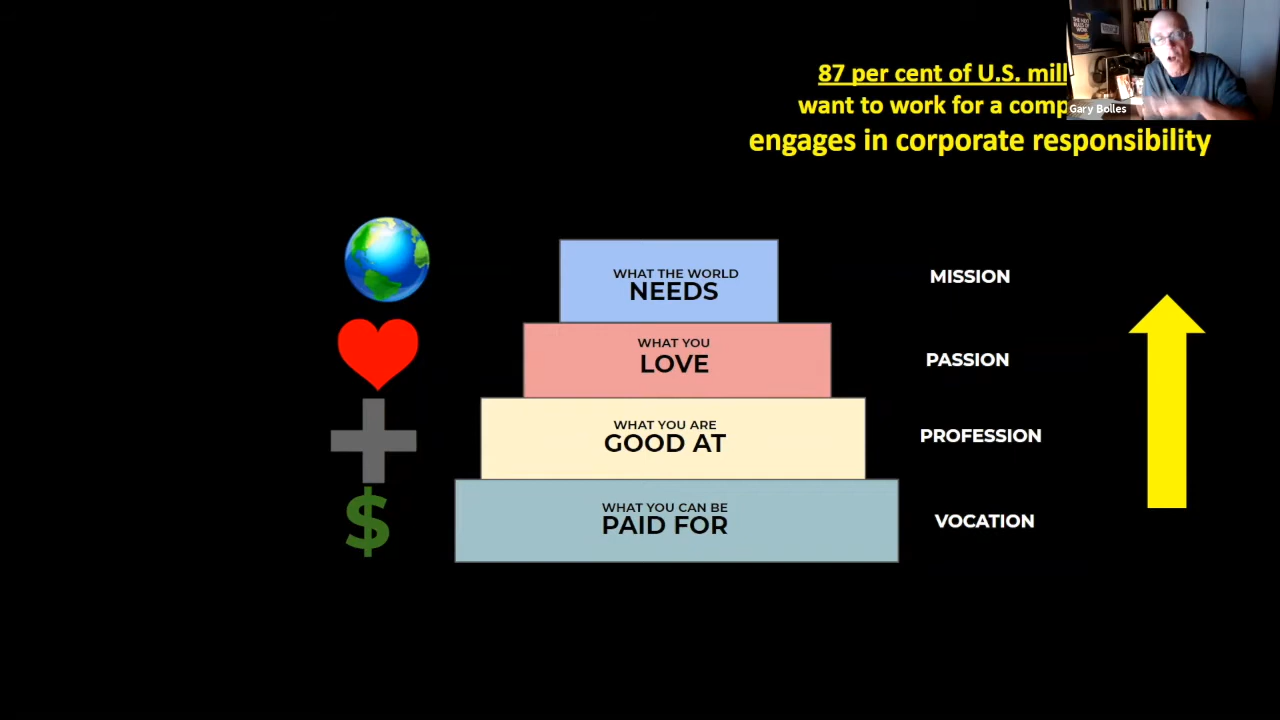 87 per cent of U.S. mill
want to work for a comp
engages in corporate responsibility
Gary Bolles
WHAT THE WORLD
NEEDS
MISSION
WHAT YOU
LOVE
PASSION
WHAT YOU ARE
GOOD AT
PROFESSION
$
WHAT YOU CAN BE
PAID FOR
VOCATION